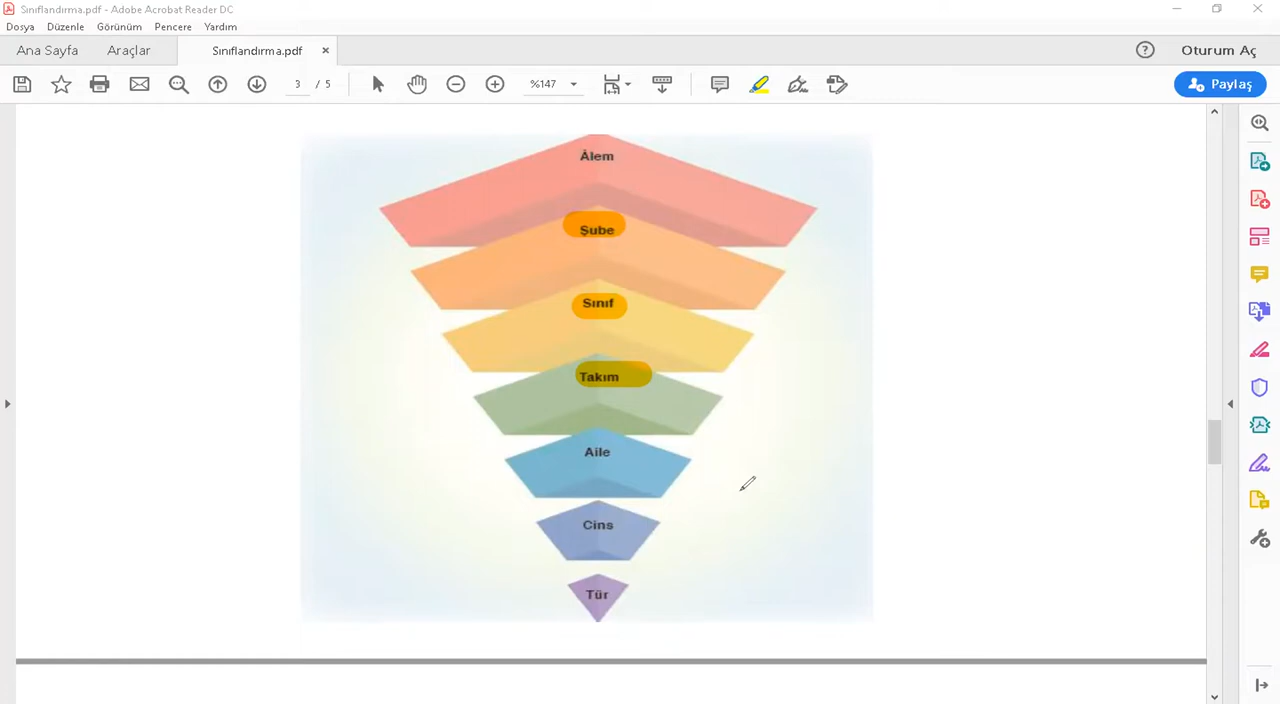 Sınıflandırma.pdf - Adobe Acrobat Reader DC
Dosya Düzenle Görünüm Pencere Yardım
Ana Sayfa Araçlar Sınıflandırma.pdf × ? Oturum Aç
3 / 5 %147 Paylaş
Âlem
Şube
Sınıf
Takım
Aile
Cins
Tür